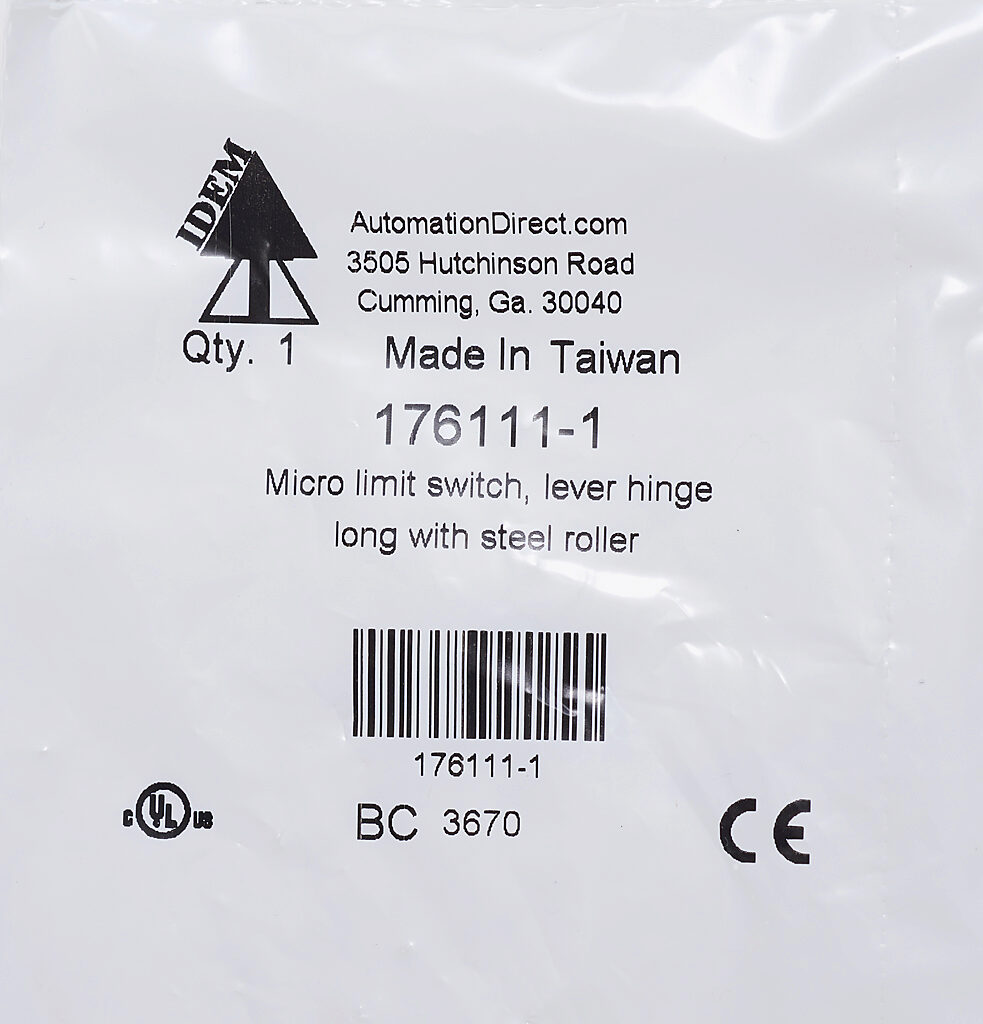 IDEM
AutomationDirect.com
3505 Hutchinson Road
Cumming, Ga. 30040
Qty. 1 Made In Taiwan
176111-1
Micro limit switch, lever hinge
long with steel roller
176111-1
C UL US
BC 3670
CE